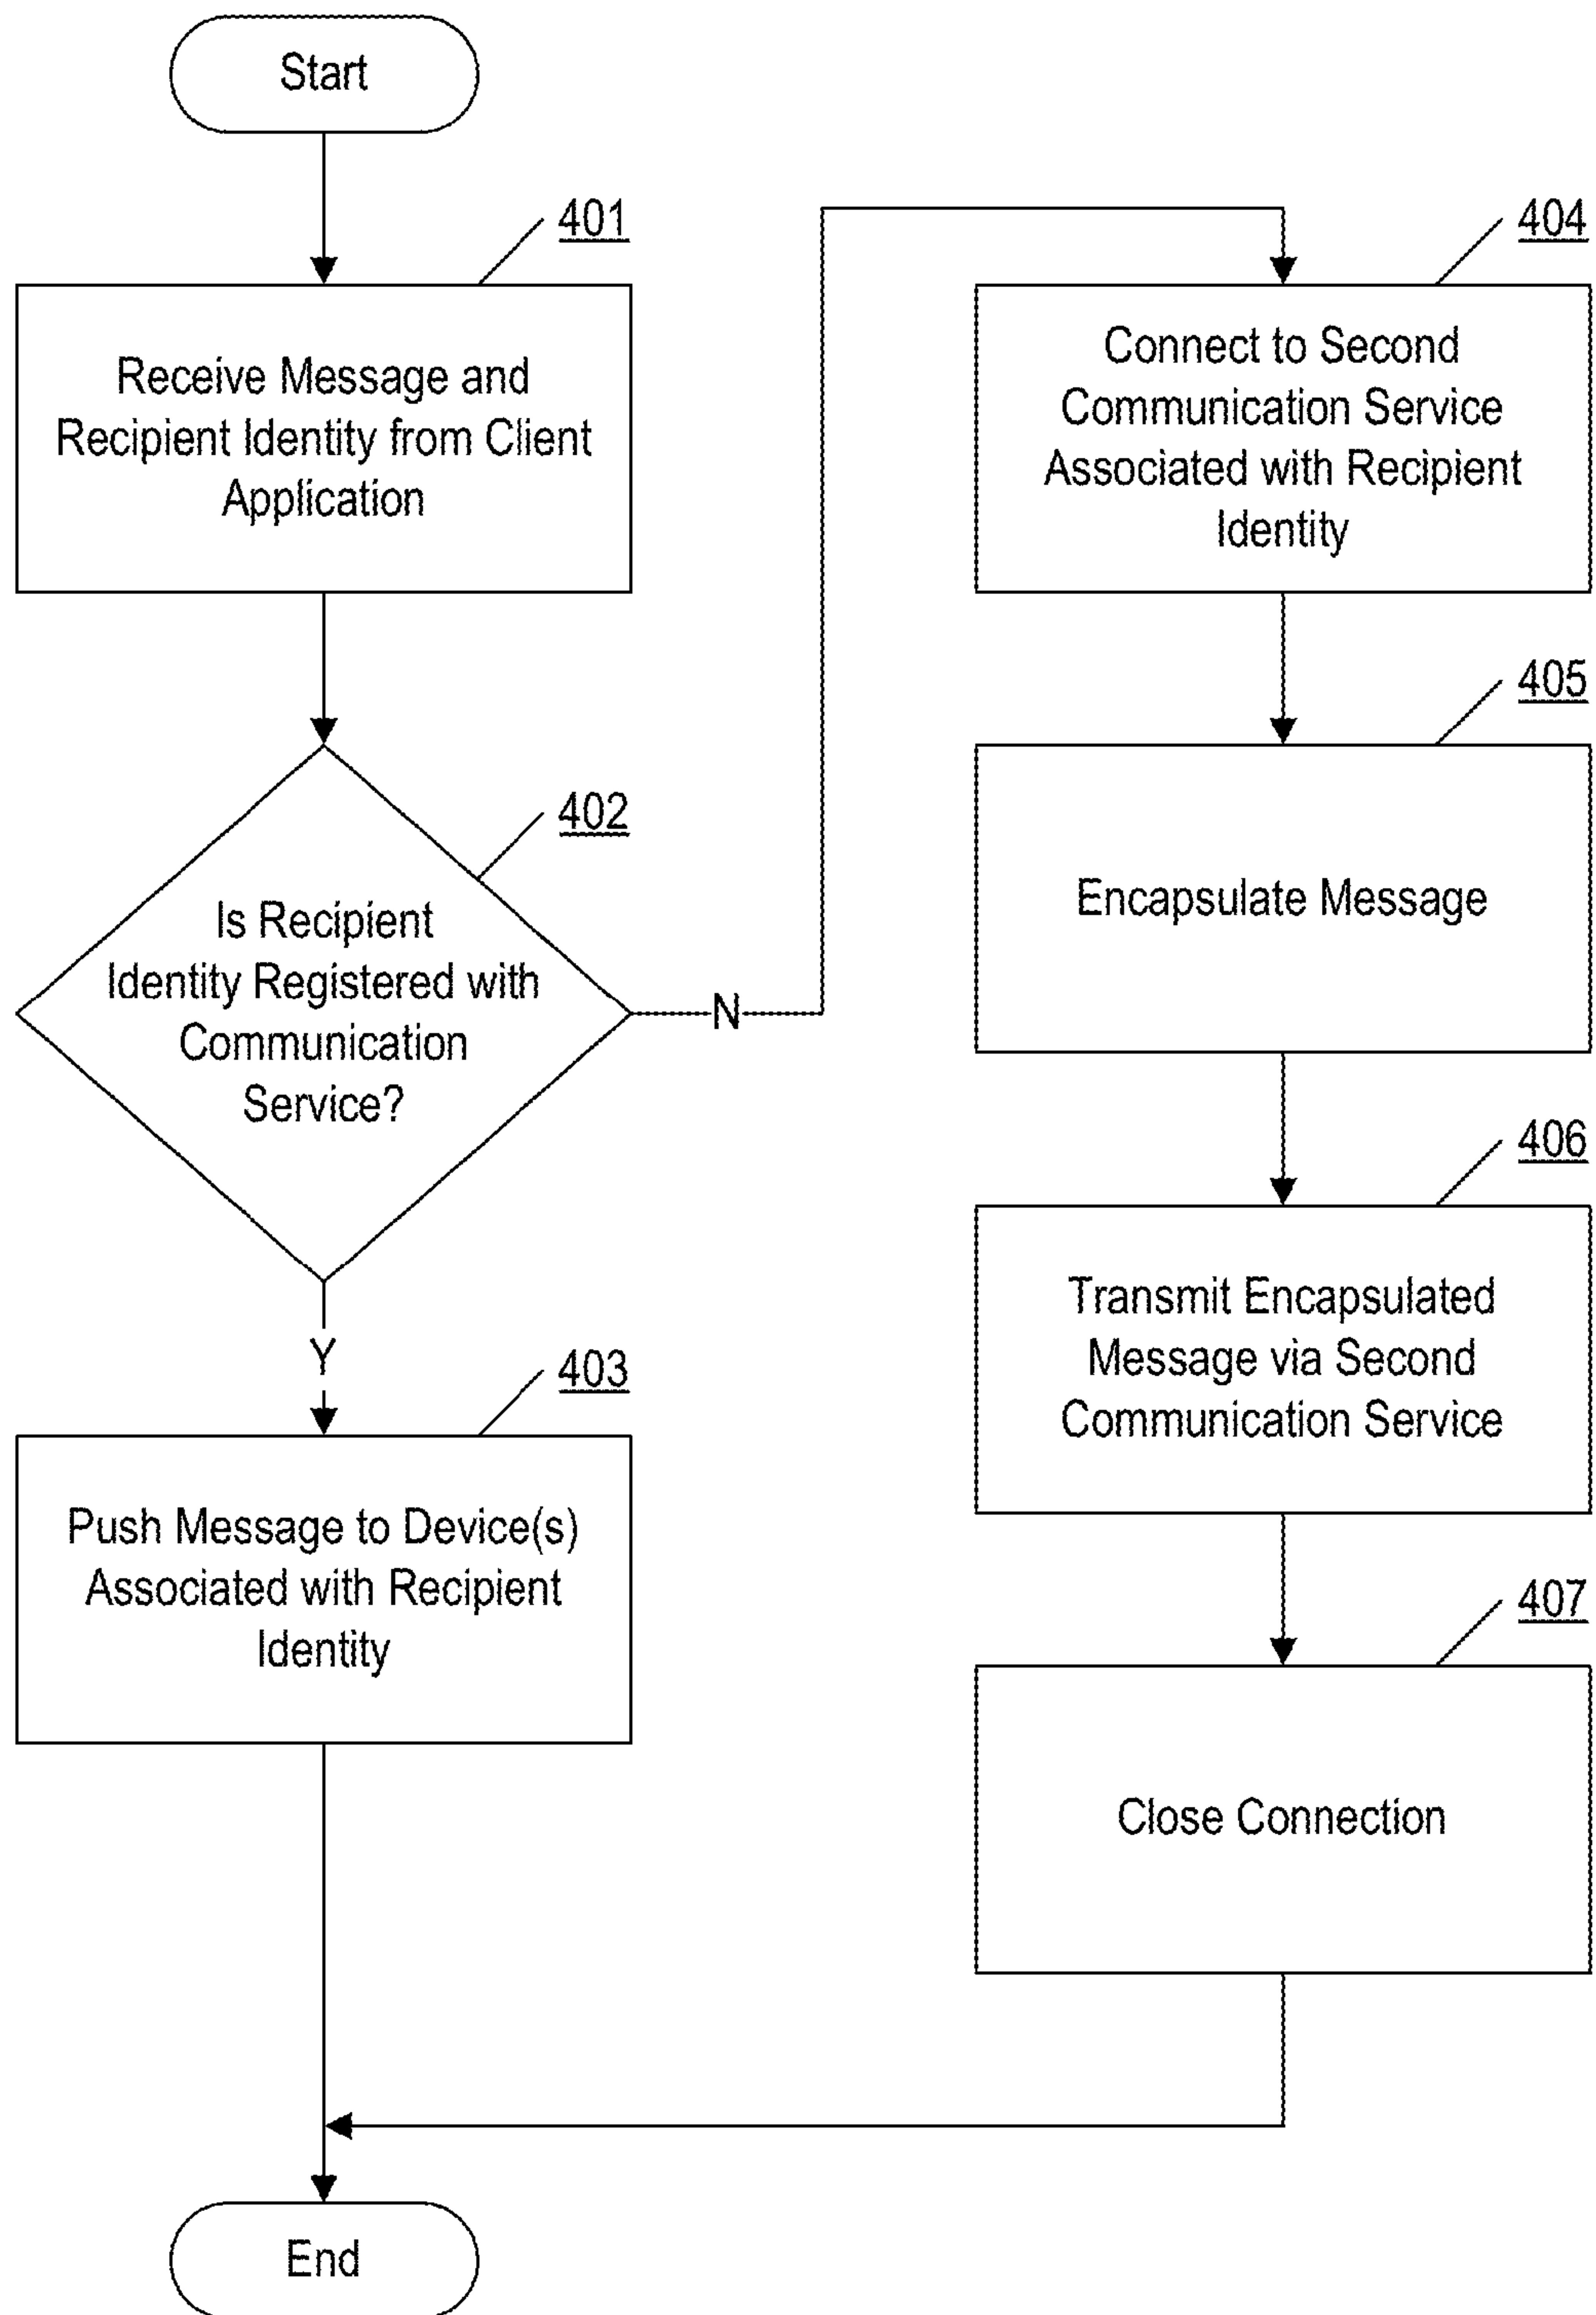 Start
401
Receive Message and
Recipient Identity from Client
Application
402
Is Recipient
Identity Registered with
Communication
Service?
N
Y
403
Push Message to Device(s)
Associated with Recipient
Identity
404
Connect to Second
Communication Service
Associated with Recipient
Identity
405
Encapsulate Message
406
Transmit Encapsulated
Message via Second
Communication Service
407
Close Connection
End